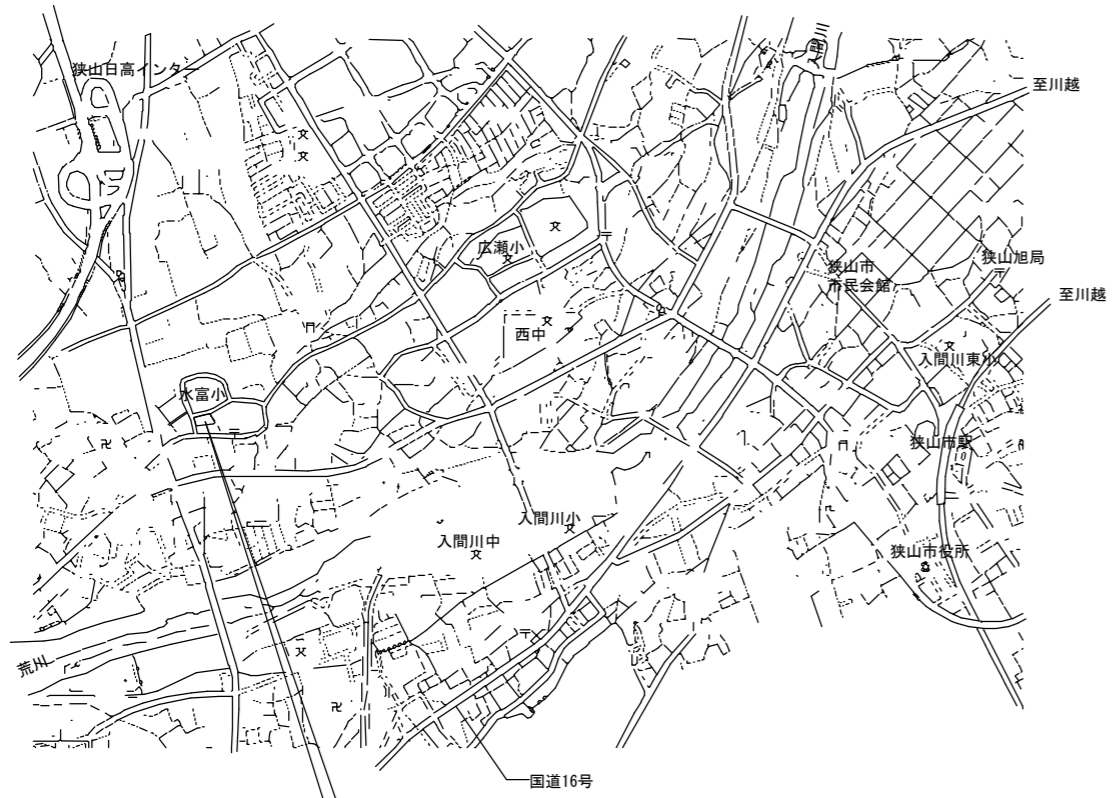 狭山日高インター
至川越
広瀬小
狭山市
市民会館
狭山旭局
至川越
西中
入間川東小
水富小
狭山市駅
入間川小
入間川中
狭山市役所
荒川
国道16号